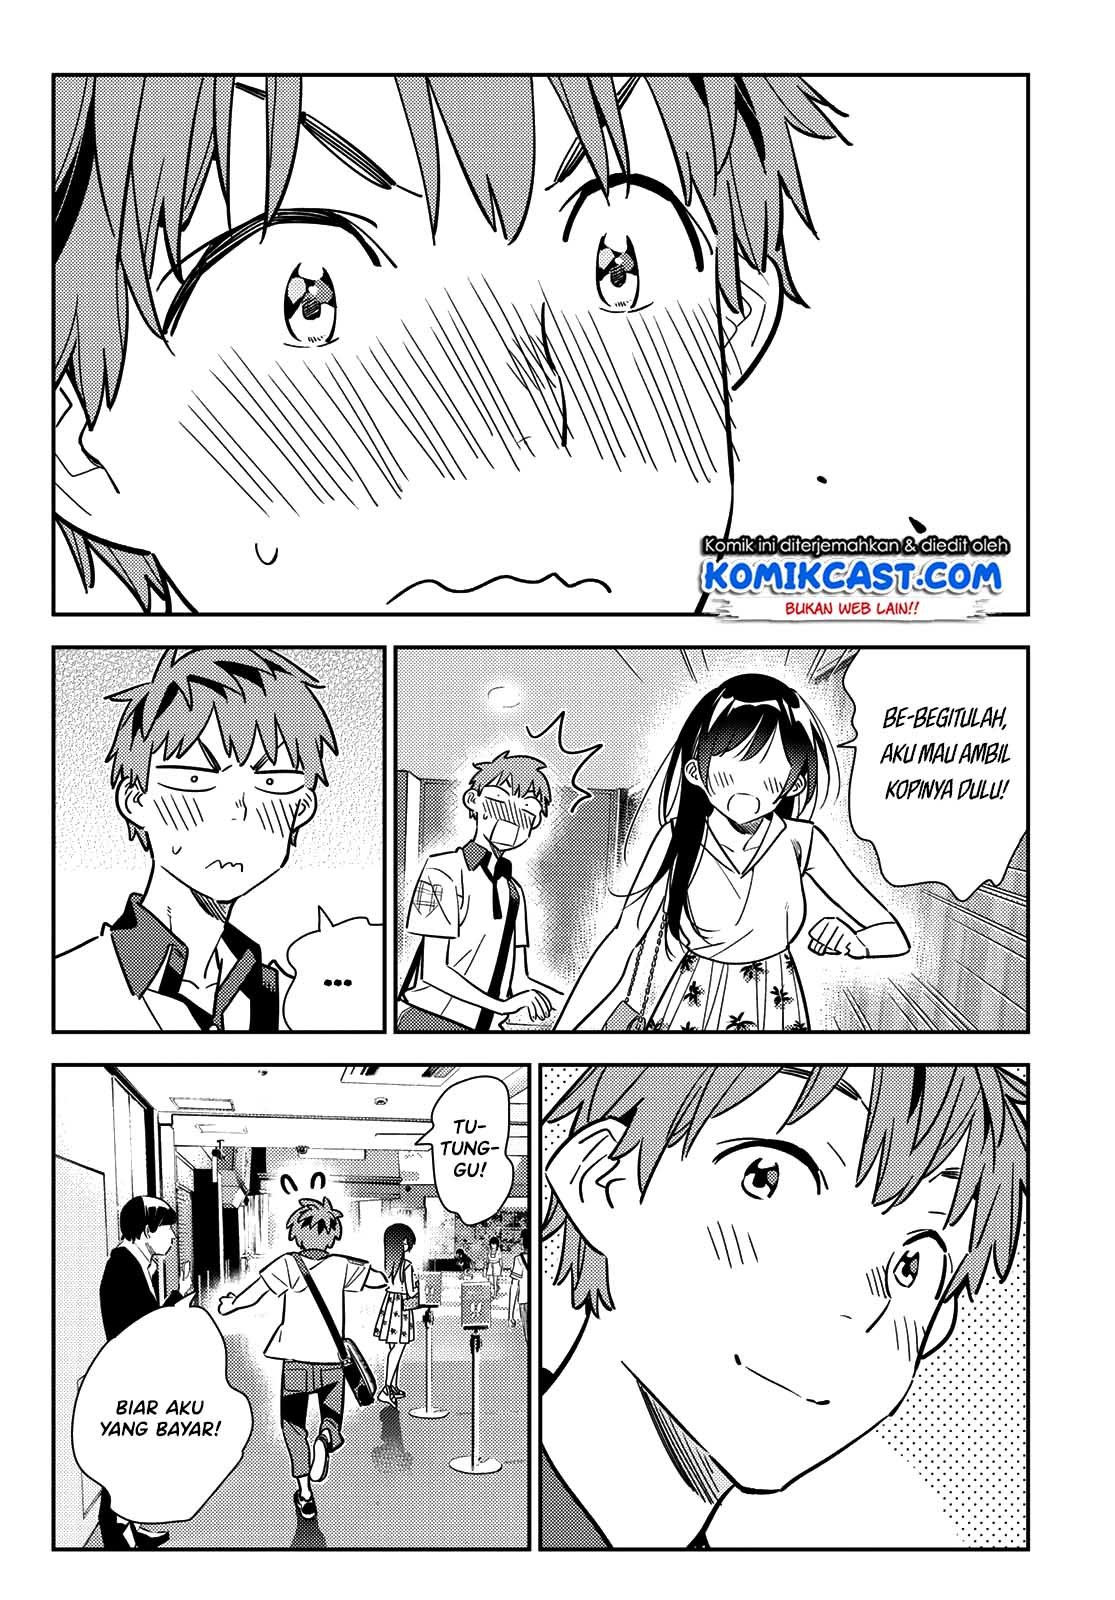 Komik ini diterjemahkan & diedit oleh
KOMIKCAST.COM
BUKAN WEB LAIN!!
BE-BEGITULAH,
AKU MAU AMBIL
KOPINYA DULU!
...
TU-
TUNG-
GU!
BIAR AKU
YANG BAYAR!